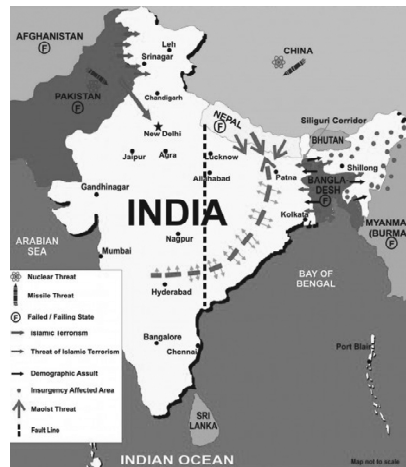 AFGHANISTAN
F
Leh
Srinagar
CHINA
PAKISTAN
F
Chandigarh
New Delhi
NEPAL
F
Siliguri Corridor
BHUTAN
Jaipur
Agra
Lucknow
Allahabad
Patna
Shillong
BANGLA
DESH
F
Gandhinagar
INDIA
Kolkata
MYANMAR
(BURMA)
F
ARABIAN
SEA
Mumbai
Nagpur
BAY OF
BENGAL
Hyderabad
Nuclear Threat
Missile Threat
F Failed / Failing State
Islamic Terrorism
Threat of Islamic Terrorism
Demographic Assult
Insurgency Affected Area
Maoist Threat
Fault Line
Bangalore
Chennai
Port Blair
SRI
LANKA
INDIAN OCEAN
Map not to scale